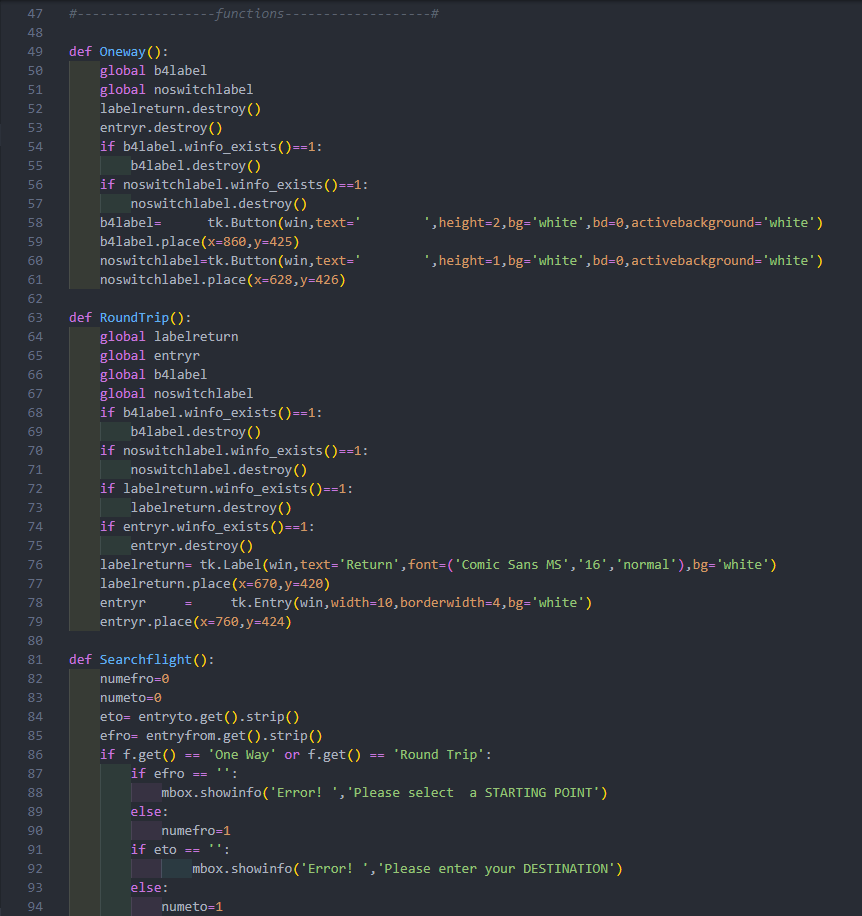 47 #------------------functions-------------------#
48
49 def Oneway():
50     global b4label
51     global noswitchlabel
52     labelreturn.destroy()
53     entryr.destroy()
54     if b4label.winfo_exists()==1:
55         b4label.destroy()
56     if noswitchlabel.winfo_exists()==1:
57         noswitchlabel.destroy()
58     b4label=      tk.Button(win,text='        ',height=2,bg='white',bd=0,activebackground='white')
59     b4label.place(x=860,y=425)
60     noswitchlabel=tk.Button(win,text='        ',height=1,bg='white',bd=0,activebackground='white')
61     noswitchlabel.place(x=628,y=426)
62
63 def RoundTrip():
64     global labelreturn
65     global entryr
66     global b4label
67     global noswitchlabel
68     if b4label.winfo_exists()==1:
69         b4label.destroy()
70     if noswitchlabel.winfo_exists()==1:
71         noswitchlabel.destroy()
72     if labelreturn.winfo_exists()==1:
73         labelreturn.destroy()
74     if entryr.winfo_exists()==1:
75         entryr.destroy()
76     labelreturn= tk.Label(win,text='Return',font=('Comic Sans MS','16','normal'),bg='white')
77     labelreturn.place(x=670,y=420)
78     entryr     =     tk.Entry(win,width=10,borderwidth=4,bg='white')
79     entryr.place(x=760,y=424)
80
81 def Searchflight():
82     numefro=0
83     numeto=0
84     eto= entryto.get().strip()
85     efro= entryfrom.get().strip()
86     if f.get() == 'One Way' or f.get() == 'Round Trip':
87         if efro == '':
88             mbox.showinfo('Error! ','Please select  a STARTING POINT')
89         else:
90             numefro=1
91         if eto == '':
92                 mbox.showinfo('Error! ','Please enter your DESTINATION')
93         else:
94             numeto=1